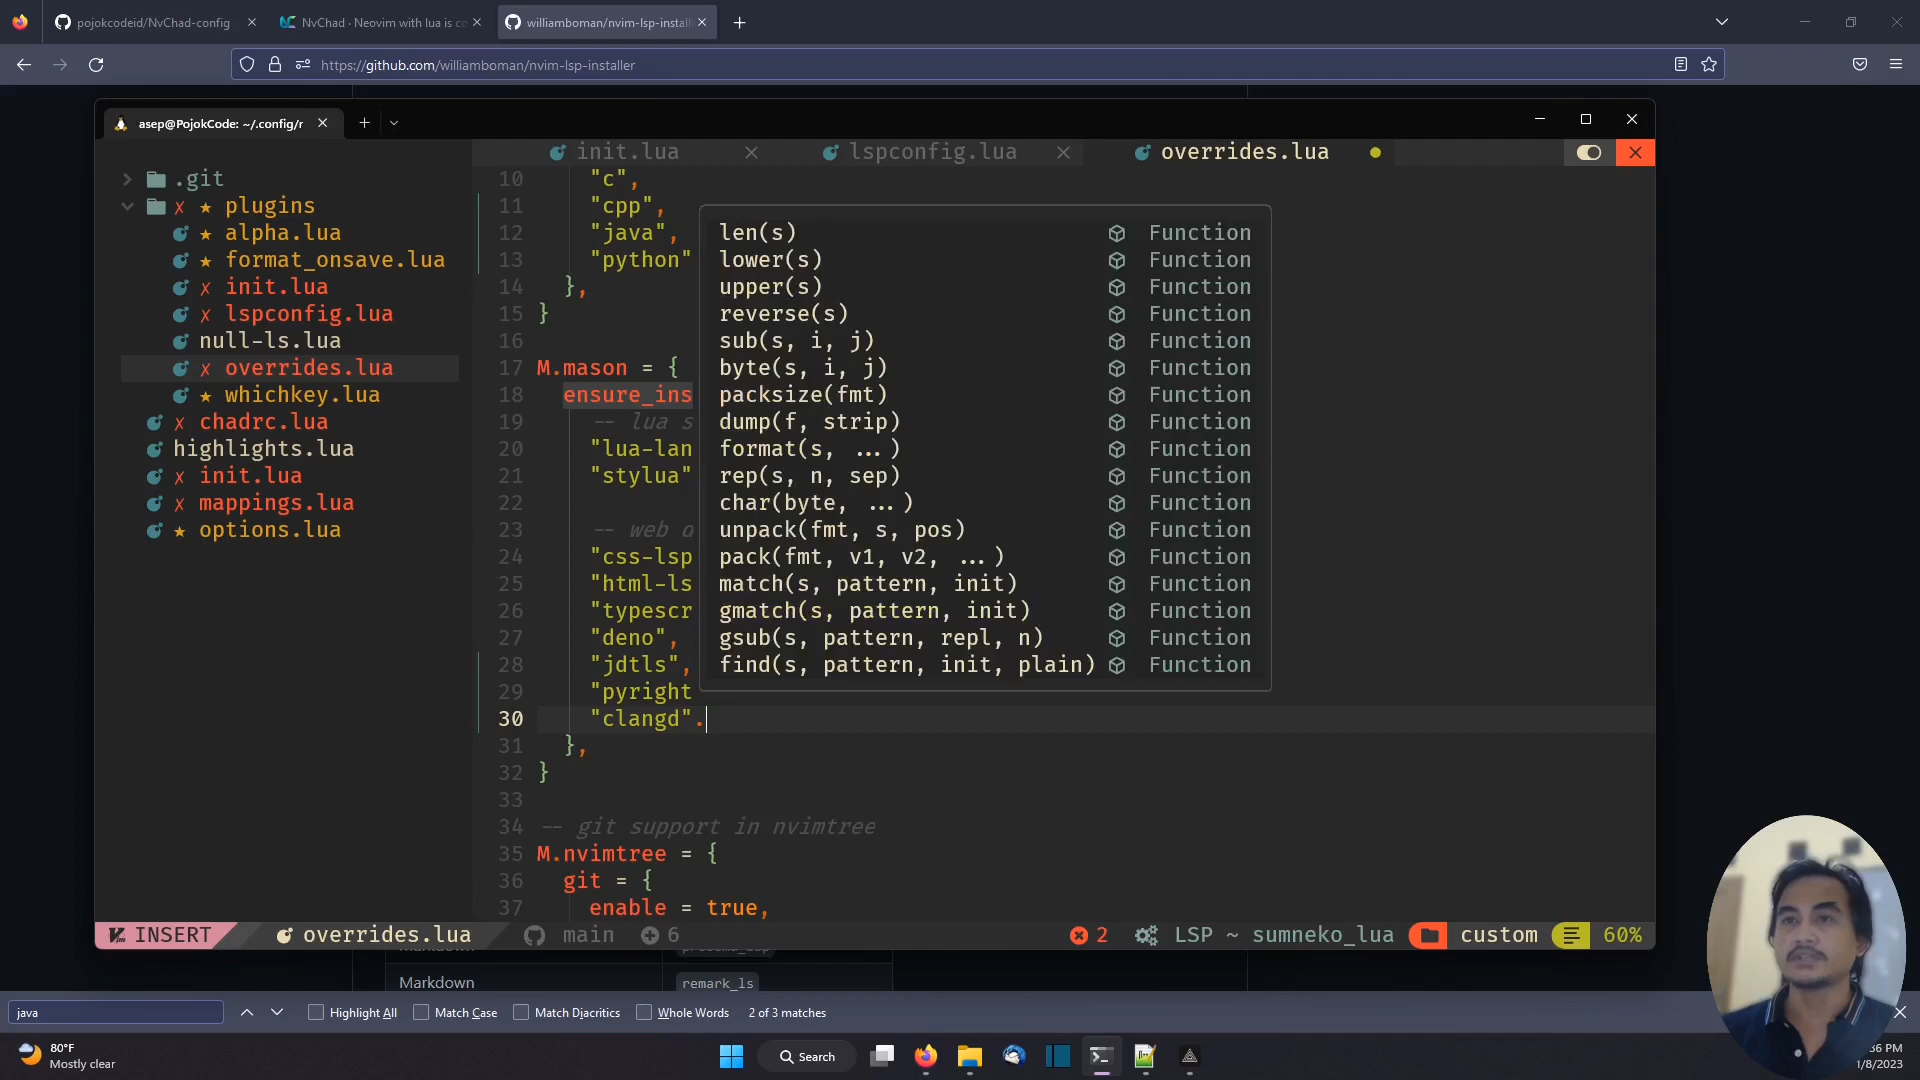 pojokcodeid/NvChad-config
NvChad · Neovim with lua is co
williamboman/nvim-lsp-install
https://github.com/williamboman/nvim-lsp-installer
asep@PojokCode: ~/.config/r
init.lua
lspconfig.lua
overrides.lua
.git
plugins
alpha.lua
format_onsave.lua
init.lua
lspconfig.lua
null-ls.lua
overrides.lua
whichkey.lua
chadrc.lua
highlights.lua
init.lua
mappings.lua
options.lua
10 "c",
11 "cpp",
12 "java",
13 "python"
14 },
15 }
16
17 M.mason = {
18 ensure_ins
19 -- lua s
20 "lua-lan
21 "stylua"
22
23 -- web d
24 "css-lsp
25 "html-ls
26 "typescr
27 "deno",
28 "jdtls",
29 "pyright
30 "clangd".
31 },
32 }
33
34 -- git support in nvimtree
35 M.nvimtree = {
36 git = {
37 enable = true,
len(s) Function
lower(s) Function
upper(s) Function
reverse(s) Function
sub(s, i, j) Function
byte(s, i, j) Function
packsize(fmt) Function
dump(f, strip) Function
format(s, ...) Function
rep(s, n, sep) Function
char(byte, ...) Function
unpack(fmt, s, pos) Function
pack(fmt, v1, v2, ...) Function
match(s, pattern, init) Function
gmatch(s, pattern, init) Function
gsub(s, pattern, repl, n) Function
find(s, pattern, init, plain) Function
INSERT overrides.lua main 6 2 LSP ~ sumneko_lua custom 60%
Markdown
Markdown remark_ls
java Highlight All Match Case Match Diacritics Whole Words 2 of 3 matches
80°F
Mostly clear
Search
1/8/2023